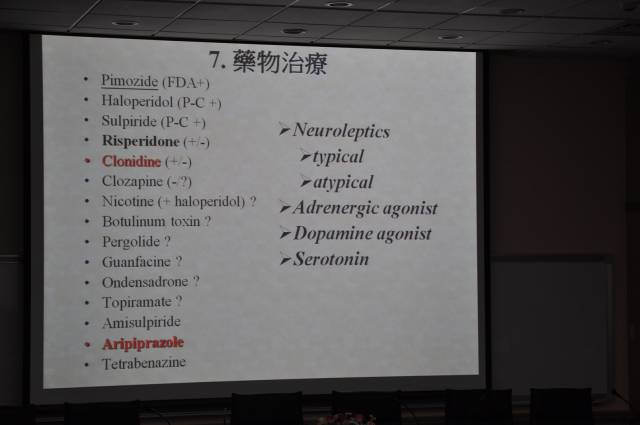 7. 藥物治療
• Pimozide (FDA+)
• Haloperidol (P-C +)
• Sulpiride (P-C +)
• Risperidone (+/-)
• Clonidine (+/-)
• Clozapine (-/?)
• Nicotine (+ haloperidol) ?
• Botulinum toxin ?
• Pergolide ?
• Guanfacine ?
• Ondensadrone ?
• Topiramate ?
• Amisulpiride
• Aripiprazole
• Tetrabenazine
➢Neuroleptics
➢typical
➢atypical
➢Adrenergic agonist
➢Dopamine agonist
➢Serotonin